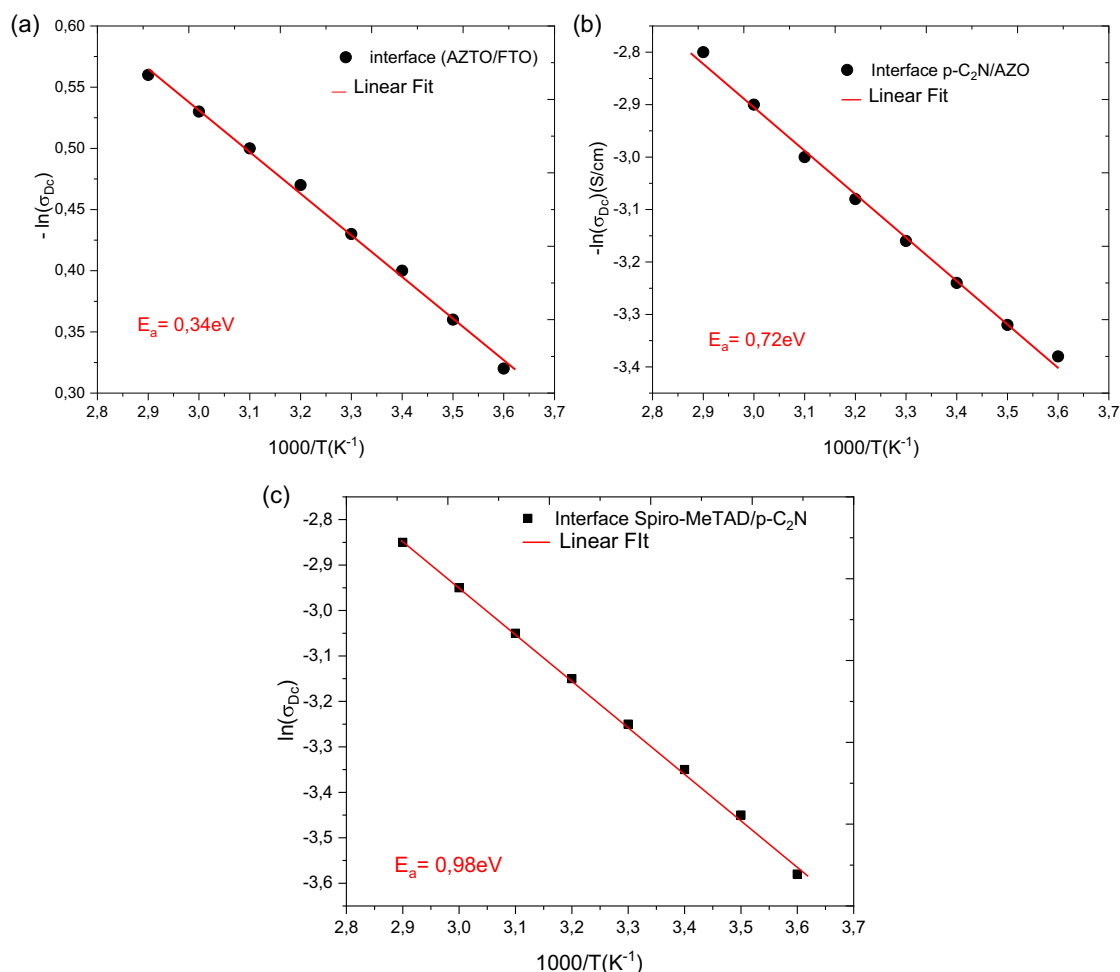 (a)
0,60
0,55
0,50
0,45
0,40
0,35
0,30
- ln(σDc)
interface (AZTO/FTO)
Linear Fit
Ea= 0,34eV
2,8 2,9 3,0 3,1 3,2 3,3 3,4 3,5 3,6 3,7
1000/T(K-1)
(b)
-2,8
-2,9
-3,0
-3,1
-3,2
-3,3
-3,4
-ln(σDc)(S/cm)
Interface p-C2N/AZO
Linear Fit
Ea= 0,72eV
2,8 2,9 3,0 3,1 3,2 3,3 3,4 3,5 3,6 3,7
1000/T(K-1)
(c)
-2,8
-2,9
-3,0
-3,1
-3,2
-3,3
-3,4
-3,5
-3,6
ln(σDc)
Interface Spiro-MeTAD/p-C2N
Linear FIt
Ea= 0,98eV
2,8 2,9 3,0 3,1 3,2 3,3 3,4 3,5 3,6 3,7
1000/T(K-1)